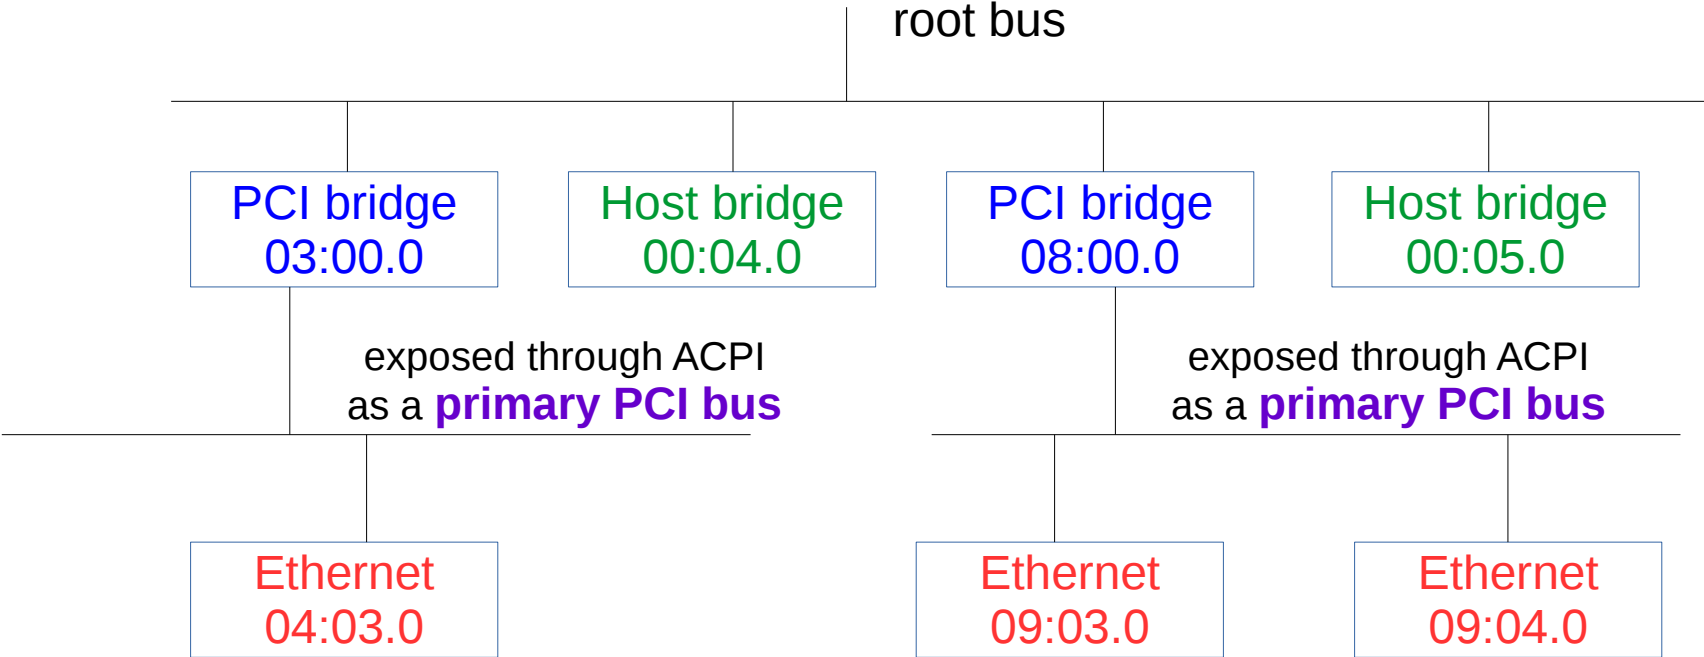 root bus
PCI bridge
03:00.0
Host bridge
00:04.0
PCI bridge
08:00.0
Host bridge
00:05.0
exposed through ACPI
as a primary PCI bus
exposed through ACPI
as a primary PCI bus
Ethernet
04:03.0
Ethernet
09:03.0
Ethernet
09:04.0